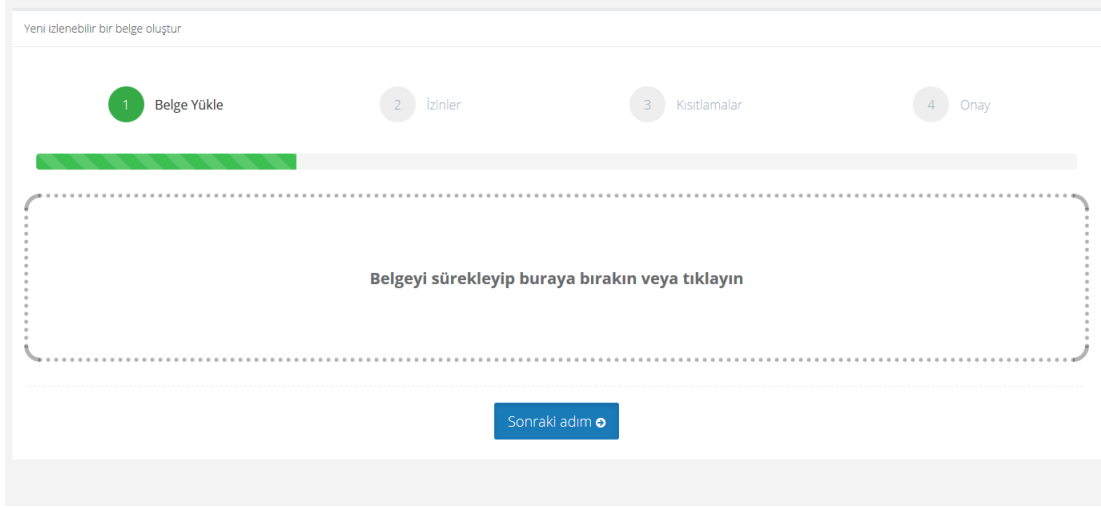 Yeni izlenebilir bir belge oluştur
1 Belge Yükle 2 İzinler 3 Kısıtlamalar 4 Onay
Belgeyi sürekleyip buraya bırakın veya tıklayın
Sonraki adım